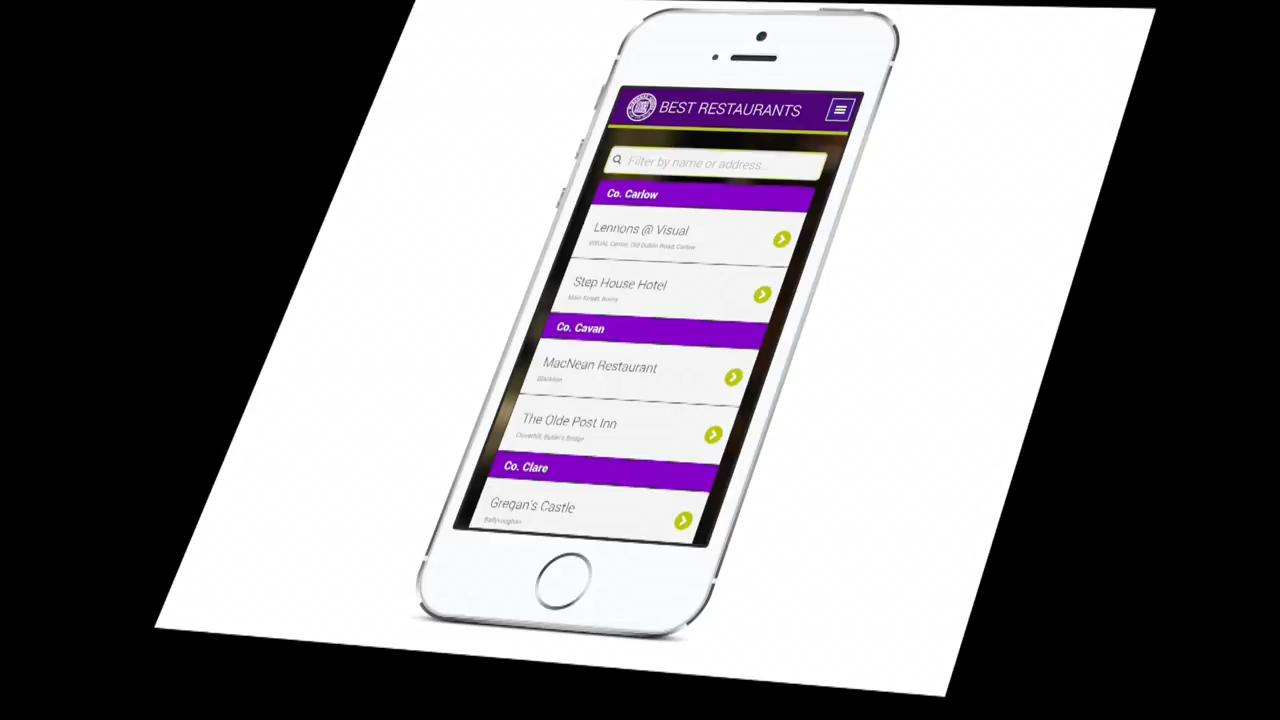 BEST RESTAURANTS
Filter by name or address...
Co. Carlow
Lennons @ Visual
VISUAL Centre, Old Dublin Road, Carlow
Step House Hotel
Main Street, Borris
Co. Cavan
MacNean Restaurant
Blacklion
The Olde Post Inn
Cloverhill, Butler's Bridge
Co. Clare
Gregan's Castle
Ballyvaughan